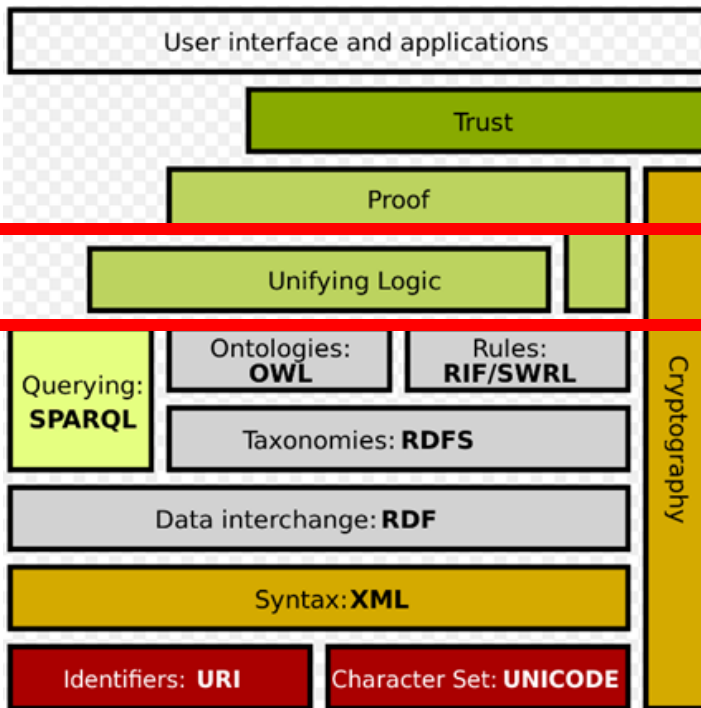 User interface and applications
Trust
Proof
Unifying Logic
Ontologies:
OWL
Rules:
RIF/SWRL
Querying:
SPARQL
Taxonomies: RDFS
Cryptography
Data interchange: RDF
Syntax: XML
Identifiers: URI
Character Set: UNICODE